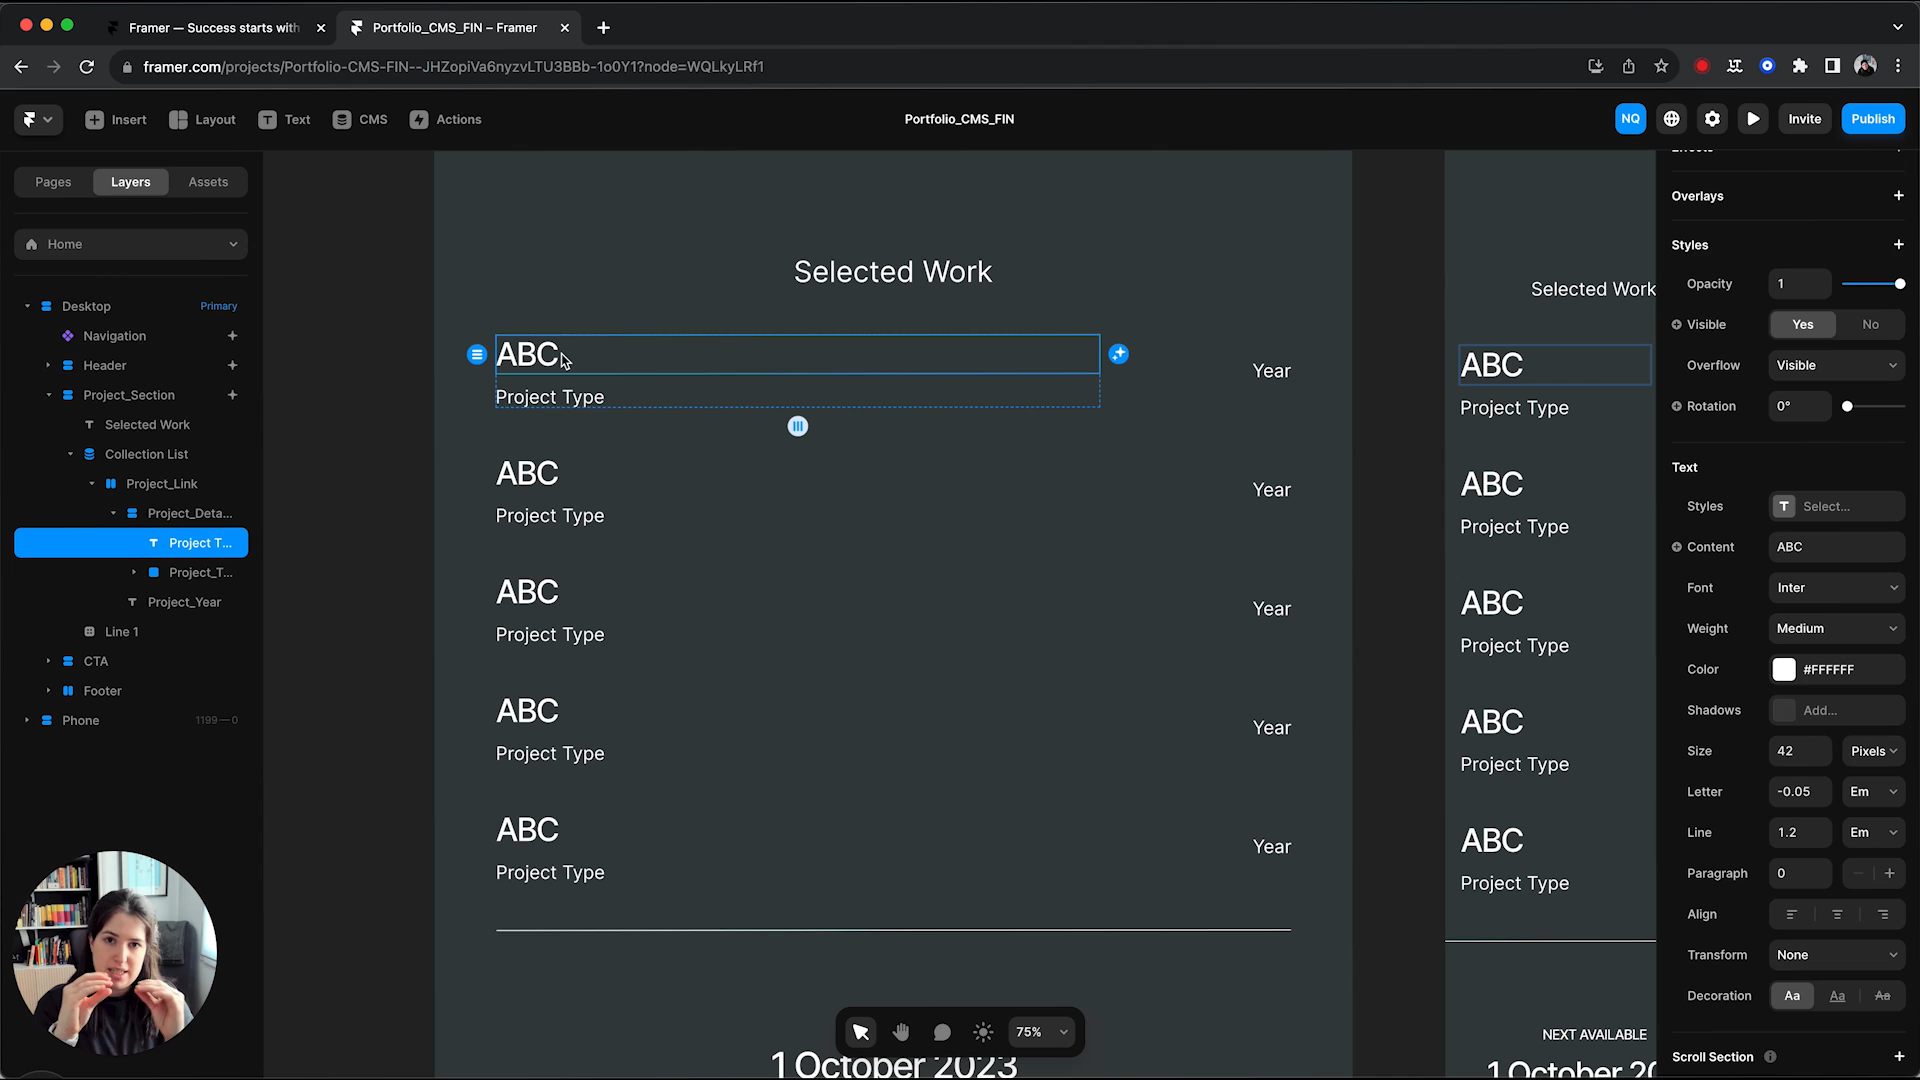 Framer — Success starts with
Portfolio_CMS_FIN – Framer
framer.com/projects/Portfolio-CMS-FIN--JHZopiVa6nyzvLTU3BBb-1o0Y1?node=WQLkyLRf1
Insert
Layout
Text
CMS
Actions
Portfolio_CMS_FIN
NQ
Invite
Publish
Pages
Layers
Assets
Home
Desktop
Primary
Navigation
Header
Project_Section
Selected Work
Collection List
Project_Link
Project_Deta...
Project T...
Project_T...
Project_Year
Line 1
CTA
Footer
Phone
1199—0
Selected Work
ABC
Project Type
Year
ABC
Project Type
Year
ABC
Project Type
Year
ABC
Project Type
Year
ABC
Project Type
Year
1 October 2023
75%
Selected Work
ABC
Project Type
ABC
Project Type
ABC
Project Type
ABC
Project Type
ABC
Project Type
NEXT AVAILABLE
1 October 20
Effects
Overlays
Styles
Opacity
1
Visible
Yes
No
Overflow
Visible
Rotation
0°
Text
Styles
T
Select...
Content
ABC
Font
Inter
Weight
Medium
Color
#FFFFFF
Shadows
Add...
Size
42
Pixels
Letter
-0.05
Em
Line
1.2
Em
Paragraph
0
Align
Transform
None
Decoration
Aa
Aa
Aa
Scroll Section